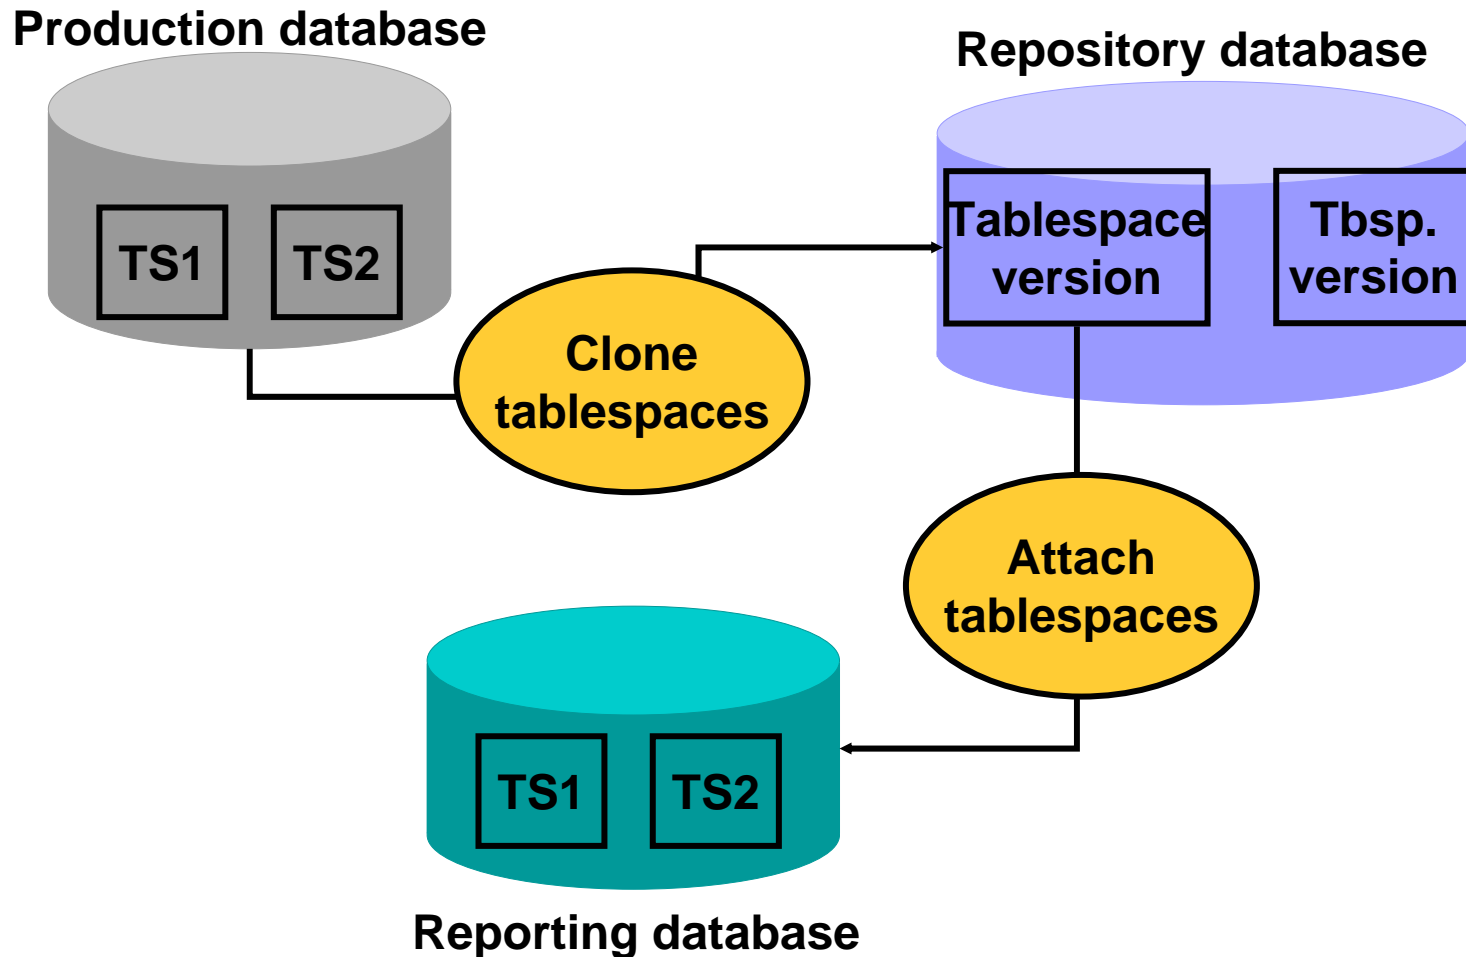 Production database
Repository database
TS1
TS2
Tablespace
version
Tbsp.
version
Clone
tablespaces
Attach
tablespaces
TS1
TS2
Reporting database